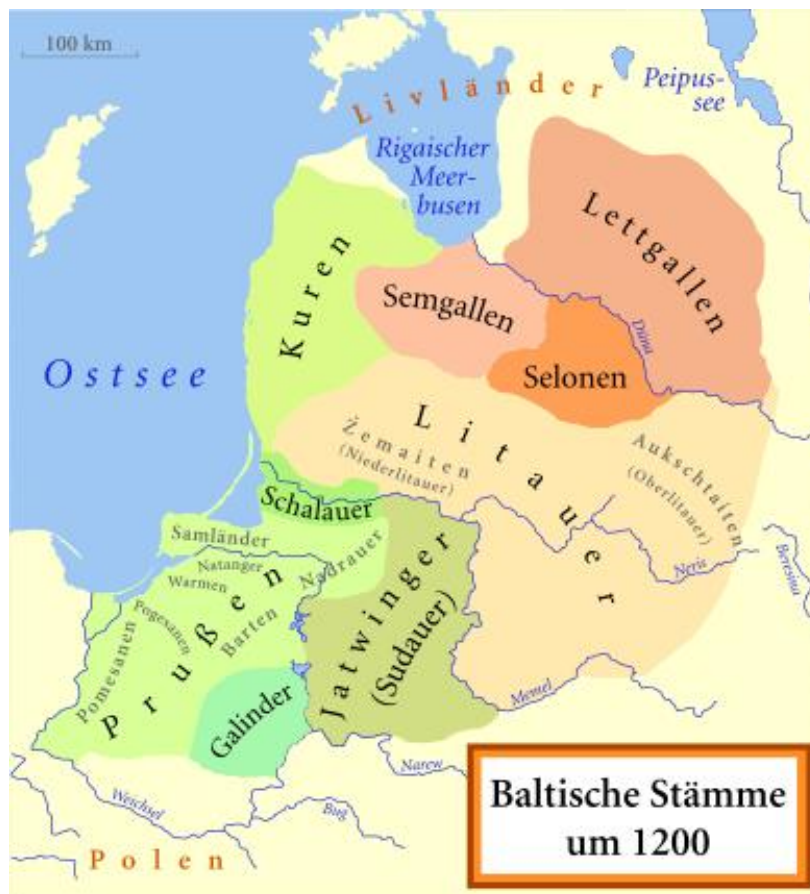 100 km
Livländer
Peipus-
see
Rigaischer
Meer-
busen
Lettgallen
Kuren
Semgallen
Düna
Ostsee
Selonen
Litauer
Žemaiten
(Niederlitauer)
Aukschtaiten
(Oberlitauer)
Schalauer
Samländer
Natanger
Nadrauer
Warmen
Neris
Beresina
Pogesanen
Barten
Pomesanen
Prußen
Jatwinger
(Sudauer)
Galinder
Memel
Narew
Weichsel
Bug
Polen
Baltische Stämme
um 1200